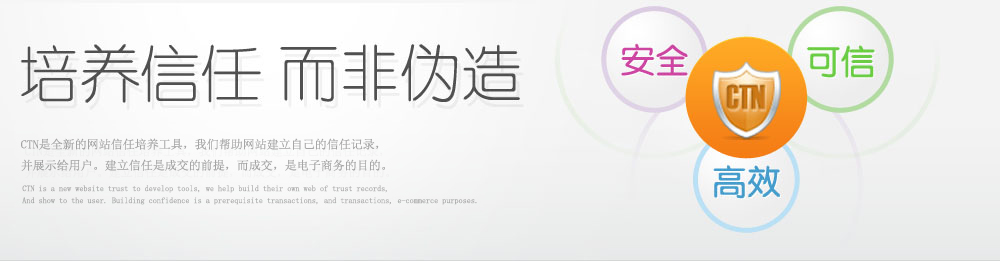 培养信任 而非伪造
CTN是全新的网站信任培养工具，我们帮助网站建立自己的信任记录，
并展示给用户。建立信任是成交的前提，而成交，是电子商务的目的。
CTN is a new website trust to develop tools, we help build their own web of trust records,
And show to the user. Building confidence is a prerequisite transactions, and transactions, e-commerce purposes.
安全
可信
CTN
高效